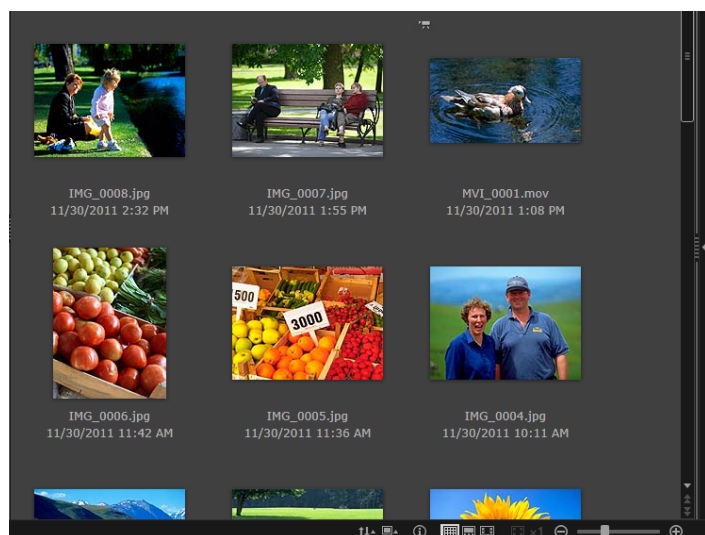 IMG_0008.jpg
11/30/2011 2:32 PM
IMG_0007.jpg
11/30/2011 1:55 PM
MVI_0001.mov
11/30/2011 1:08 PM
500
3000
IMG_0006.jpg
11/30/2011 11:42 AM
IMG_0005.jpg
11/30/2011 11:36 AM
IMG_0004.jpg
11/30/2011 10:11 AM
x1